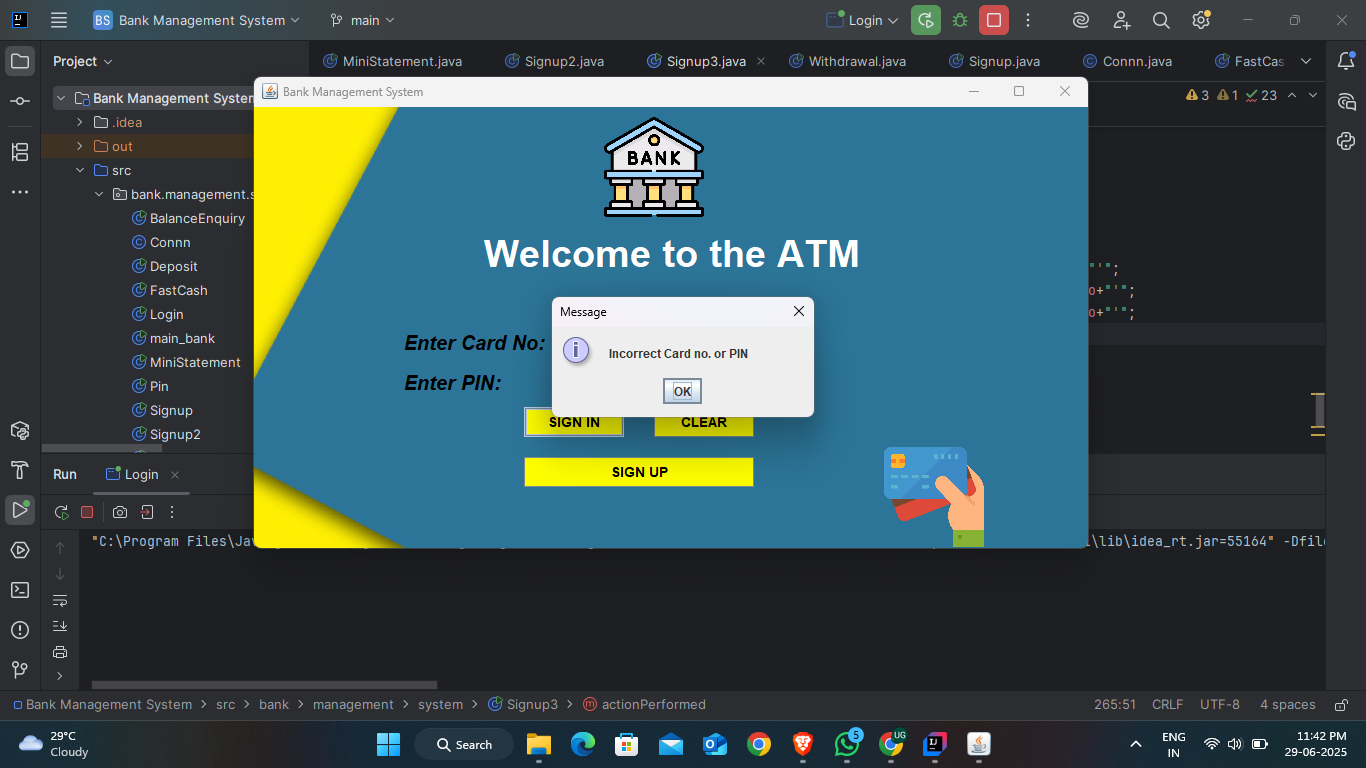 BS Bank Management System
main
Login
Project
MiniStatement.java
Signup2.java
Signup3.java
Withdrawal.java
Signup.java
Connn.java
FastCas
Bank Management System
3 1 23
Bank Management System
.idea
out
src
bank.management.s
BalanceEnquiry
Connn
Deposit
FastCash
Login
main_bank
MiniStatement
Pin
Signup
Signup2
BANK
Welcome to the ATM
"'";
o+"'";
o+"'";
Message
Incorrect Card no. or PIN
OK
Enter Card No:
Enter PIN:
SIGN IN
CLEAR
SIGN UP
Run
Login
"C:\Program Files\Jav
\lib\idea_rt.jar=55164" -Dfile
Bank Management System > src > bank > management > system > Signup3 > actionPerformed
265:51 CRLF UTF-8 4 spaces
29°C
Cloudy
Search
5
UG
ENG
IN
11:42 PM
29-06-2025